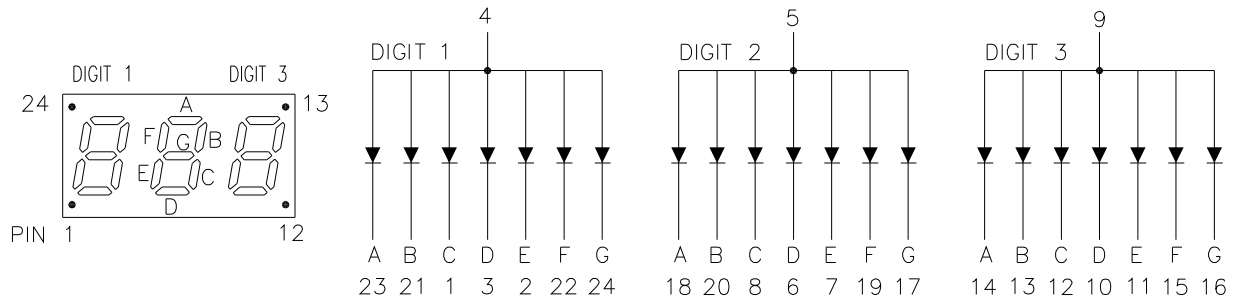 DIGIT 1 DIGIT 3
24 13
A
F B
G
E C
D
PIN 1 12
4
DIGIT 1
A B C D E F G
23 21 1 3 2 22 24
5
DIGIT 2
A B C D E F G
18 20 8 6 7 19 17
9
DIGIT 3
A B C D E F G
14 13 12 10 11 15 16